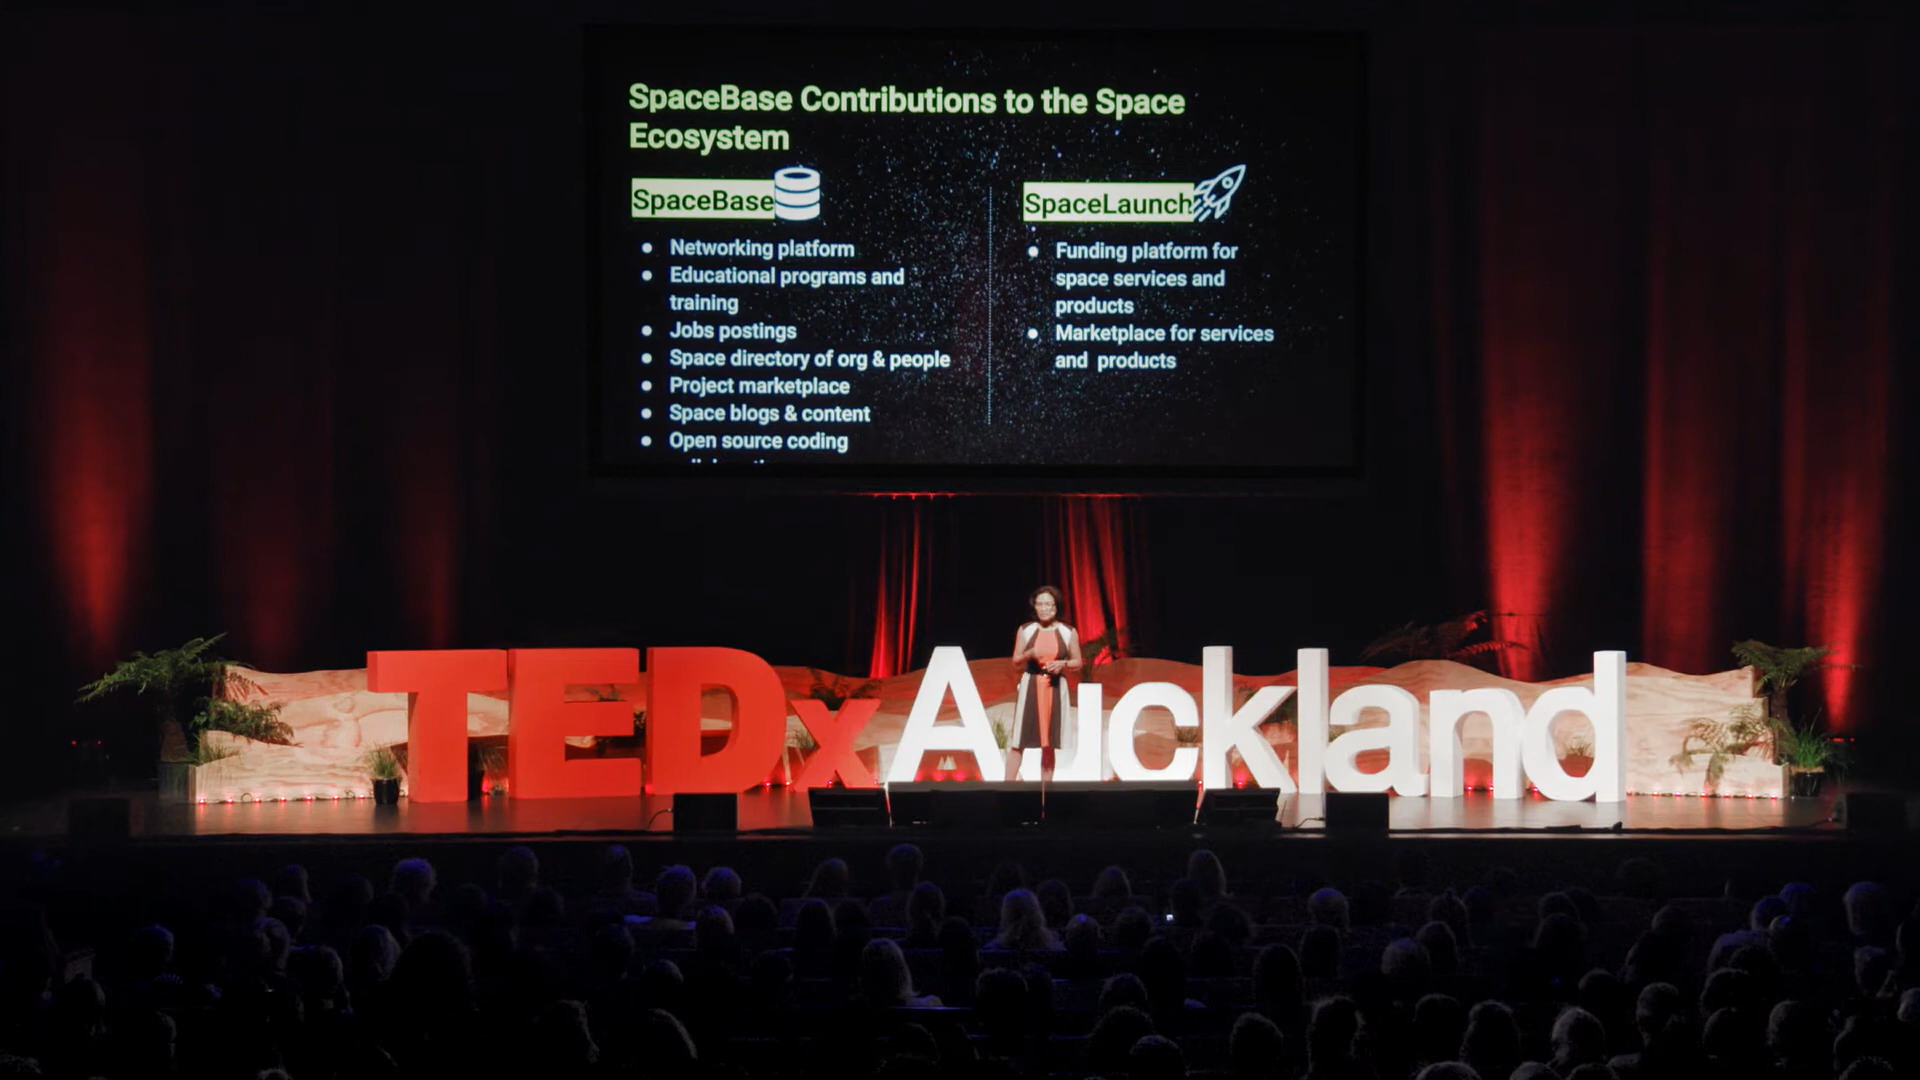 SpaceBase Contributions to the Space
Ecosystem
SpaceBase
● Networking platform
● Educational programs and
training
● Jobs postings
● Space directory of org & people
● Project marketplace
● Space blogs & content
● Open source coding
SpaceLaunch
● Funding platform for
space services and
products
● Marketplace for services
and products
TEDxAuckland